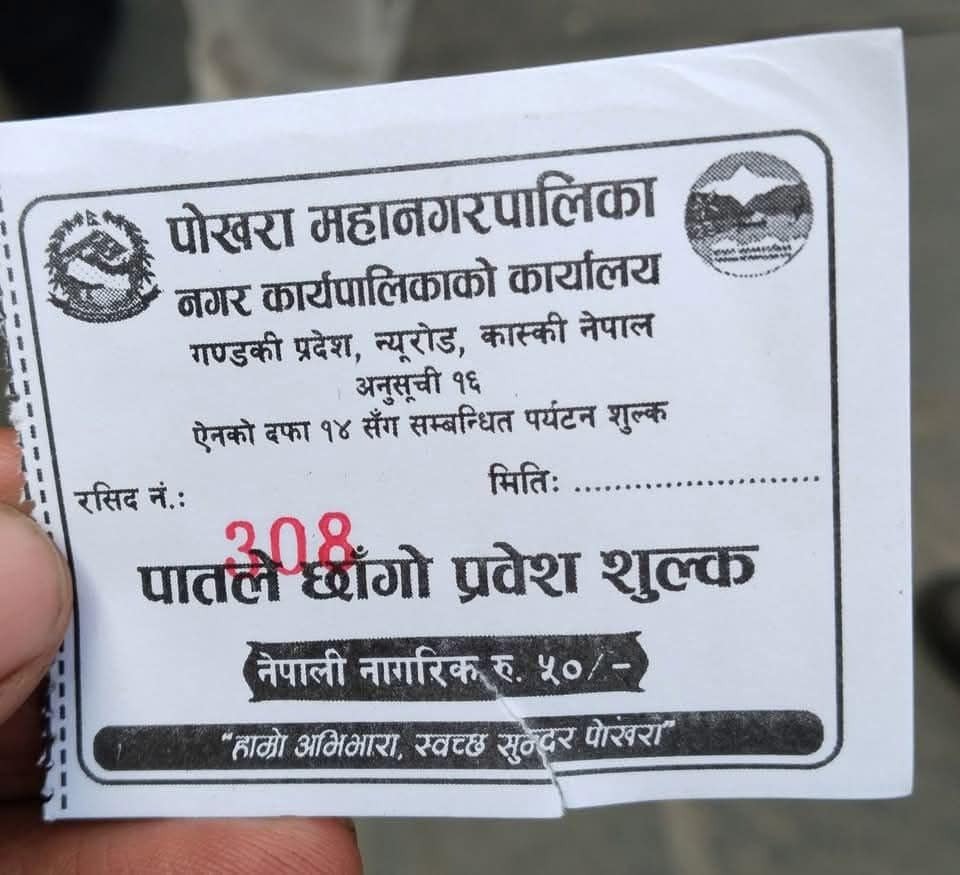 पोखरा महानगरपालिका
नगर कार्यपालिकाको कार्यालय
गण्डकी प्रदेश, न्यूरोड, कास्की नेपाल
अनुसूची १६
ऐनको दफा १४ सँग सम्बन्धित पर्यटन शुल्क
रसिद नं.:
मितिः ........................
308
पातले छाँगो प्रवेश शुल्क
नेपाली नागरिक रु. ५०/-
"हाम्रो अभिभारा, स्वच्छ सुन्दर पोखरा"